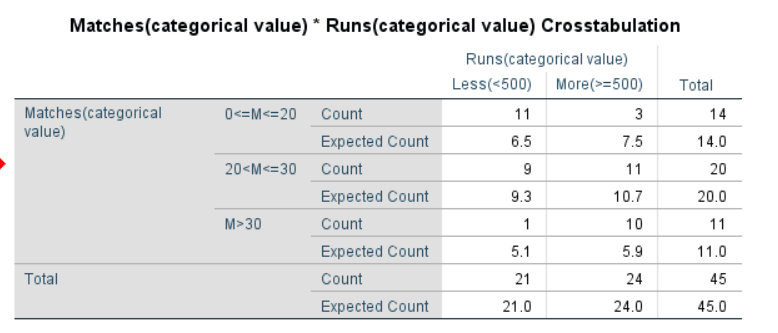 Matches(categorical value) * Runs(categorical value) Crosstabulation
Runs(categorical value)
Less(<500) More(>=500) Total
Matches(categorical value) 0<=M<=20 Count 11 3 14
Expected Count 6.5 7.5 14.0
20<M<=30 Count 9 11 20
Expected Count 9.3 10.7 20.0
M>30 Count 1 10 11
Expected Count 5.1 5.9 11.0
Total Count 21 24 45
Expected Count 21.0 24.0 45.0